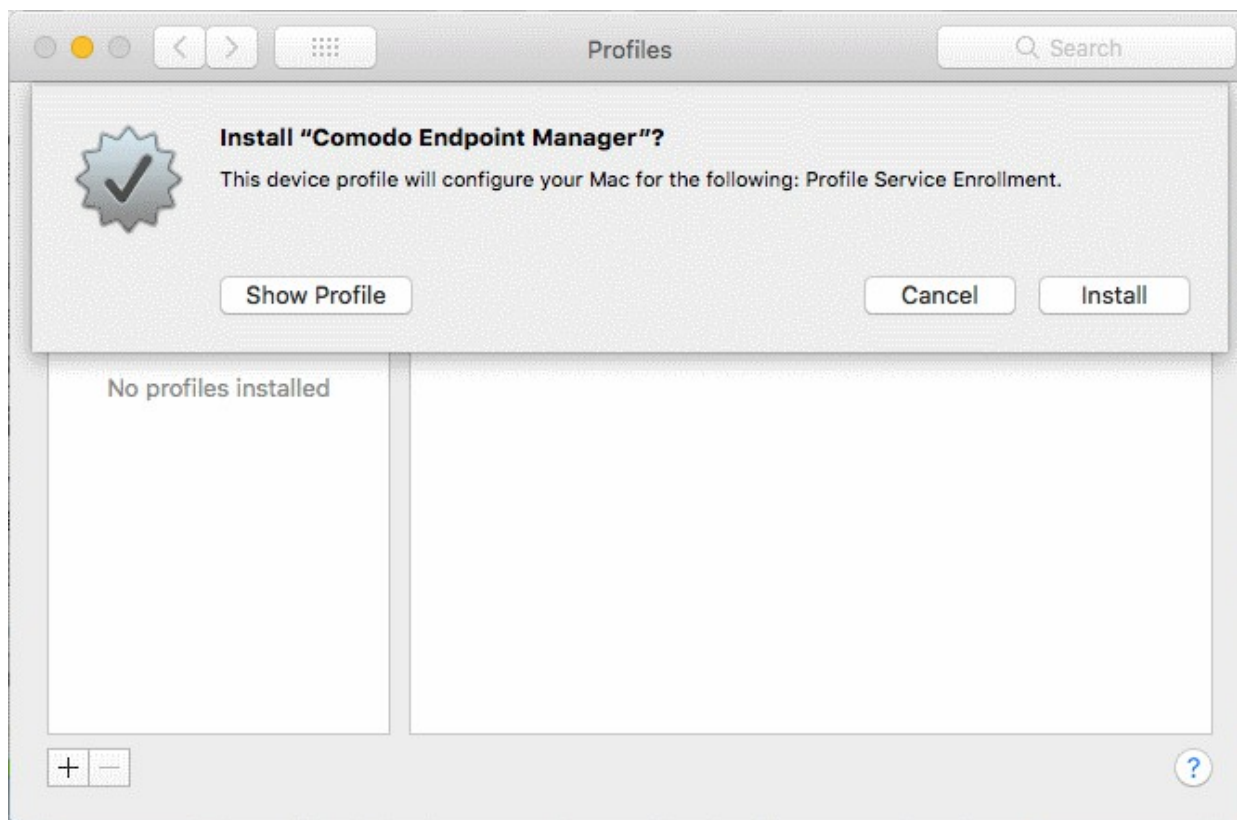 Profiles
Search
Install “Comodo Endpoint Manager”?
This device profile will configure your Mac for the following: Profile Service Enrollment.
Show Profile
Cancel
Install
No profiles installed
+ −
?